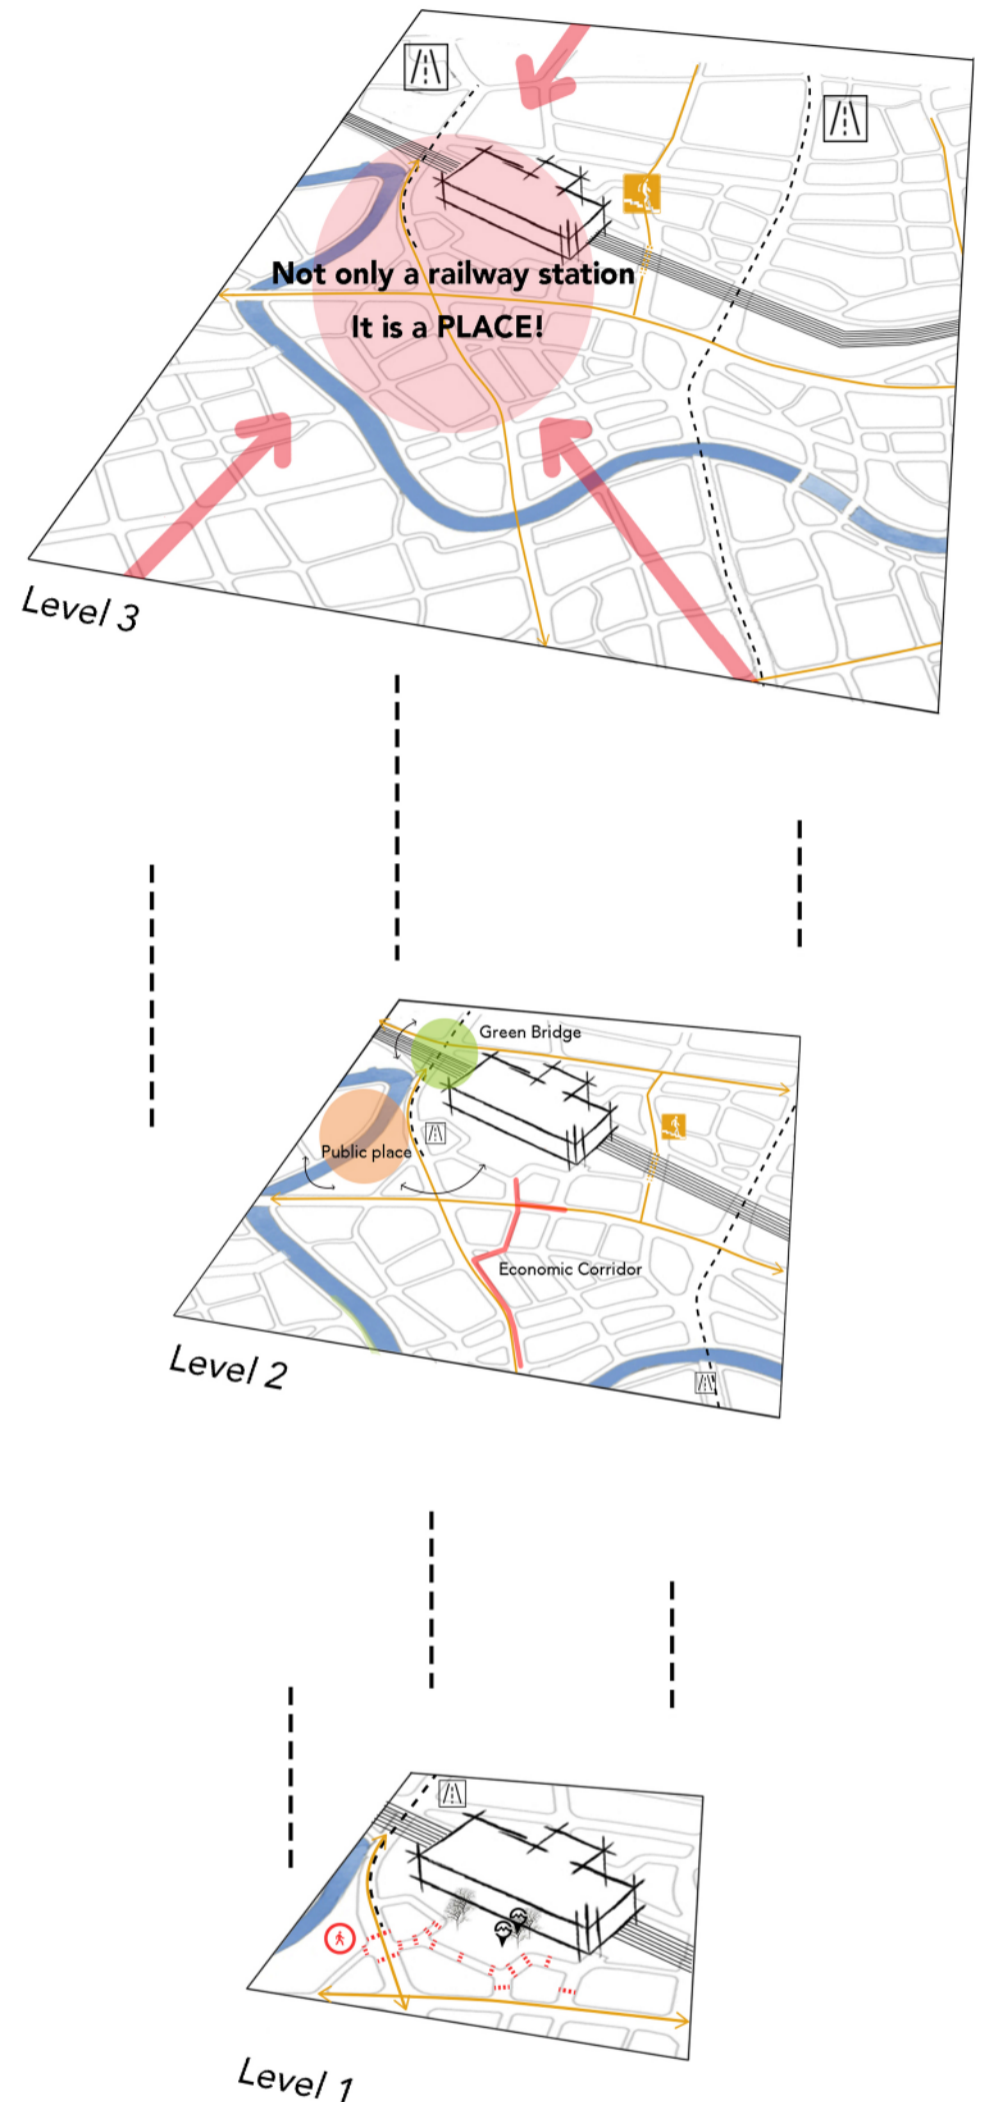 Not only a railway station
It is a PLACE!
Level 3
Green Bridge
Public place
Economic Corridor
Level 2
Level 1